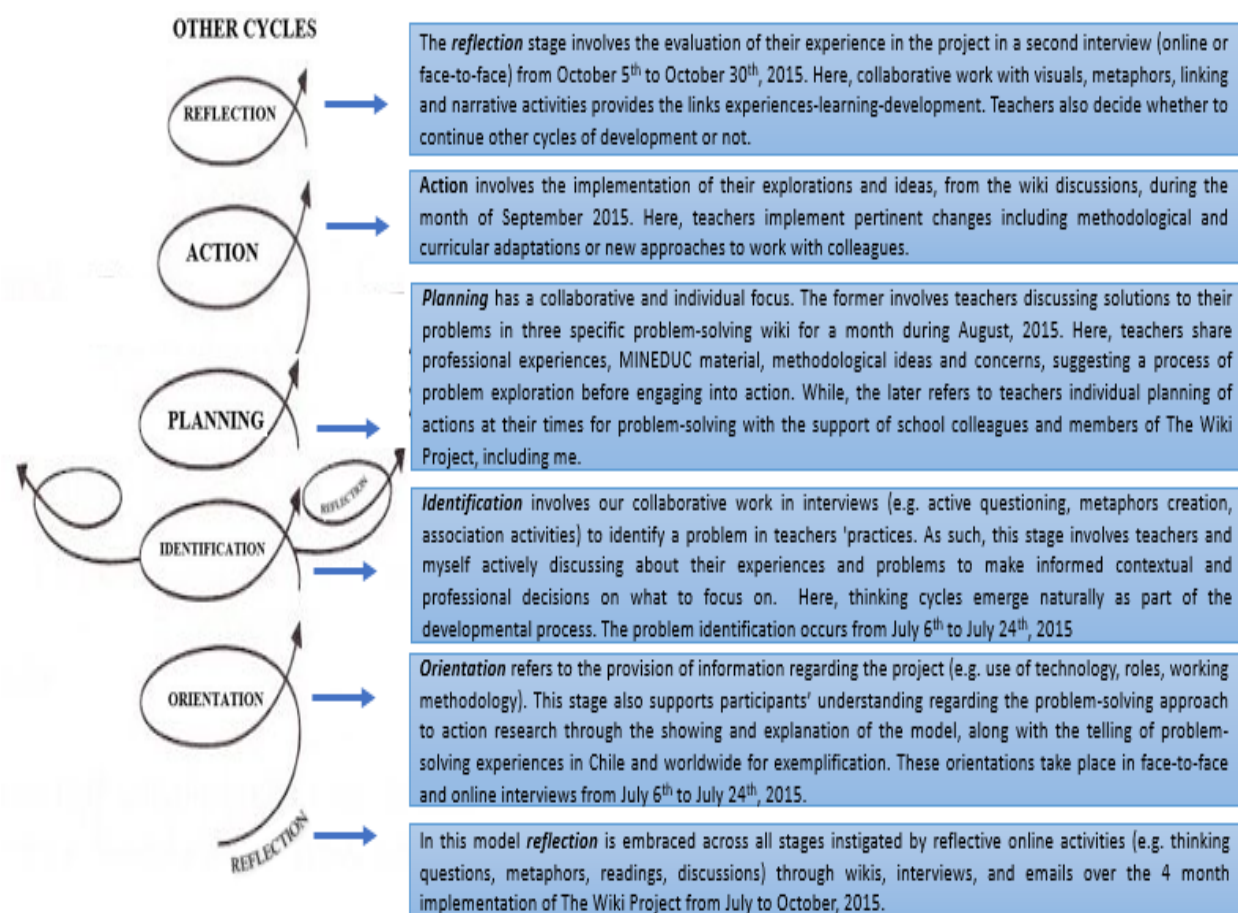 OTHER CYCLES
REFLECTION
The reflection stage involves the evaluation of their experience in the project in a second interview (online or
face-to-face) from October 5th to October 30th, 2015. Here, collaborative work with visuals, metaphors, linking
and narrative activities provides the links experiences-learning-development. Teachers also decide whether to
continue other cycles of development or not.
ACTION
Action involves the implementation of their explorations and ideas, from the wiki discussions, during the
month of September 2015. Here, teachers implement pertinent changes including methodological and
curricular adaptations or new approaches to work with colleagues.
PLANNING
Planning has a collaborative and individual focus. The former involves teachers discussing solutions to their
problems in three specific problem-solving wiki for a month during August, 2015. Here, teachers share
professional experiences, MINEDUC material, methodological ideas and concerns, suggesting a process of
problem exploration before engaging into action. While, the later refers to teachers individual planning of
actions at their times for problem-solving with the support of school colleagues and members of The Wiki
Project, including me.
REFLECTION
IDENTIFICATION
Identification involves our collaborative work in interviews (e.g. active questioning, metaphors creation,
association activities) to identify a problem in teachers 'practices. As such, this stage involves teachers and
myself actively discussing about their experiences and problems to make informed contextual and
professional decisions on what to focus on. Here, thinking cycles emerge naturally as part of the
developmental process. The problem identification occurs from July 6th to July 24th, 2015
ORIENTATION
Orientation refers to the provision of information regarding the project (e.g. use of technology, roles, working
methodology). This stage also supports participants' understanding regarding the problem-solving approach
to action research through the showing and explanation of the model, along with the telling of problem-
solving experiences in Chile and worldwide for exemplification. These orientations take place in face-to-face
and online interviews from July 6th to July 24th, 2015.
REFLECTION
In this model reflection is embraced across all stages instigated by reflective online activities (e.g. thinking
questions, metaphors, readings, discussions) through wikis, interviews, and emails over the 4 month
implementation of The Wiki Project from July to October, 2015.